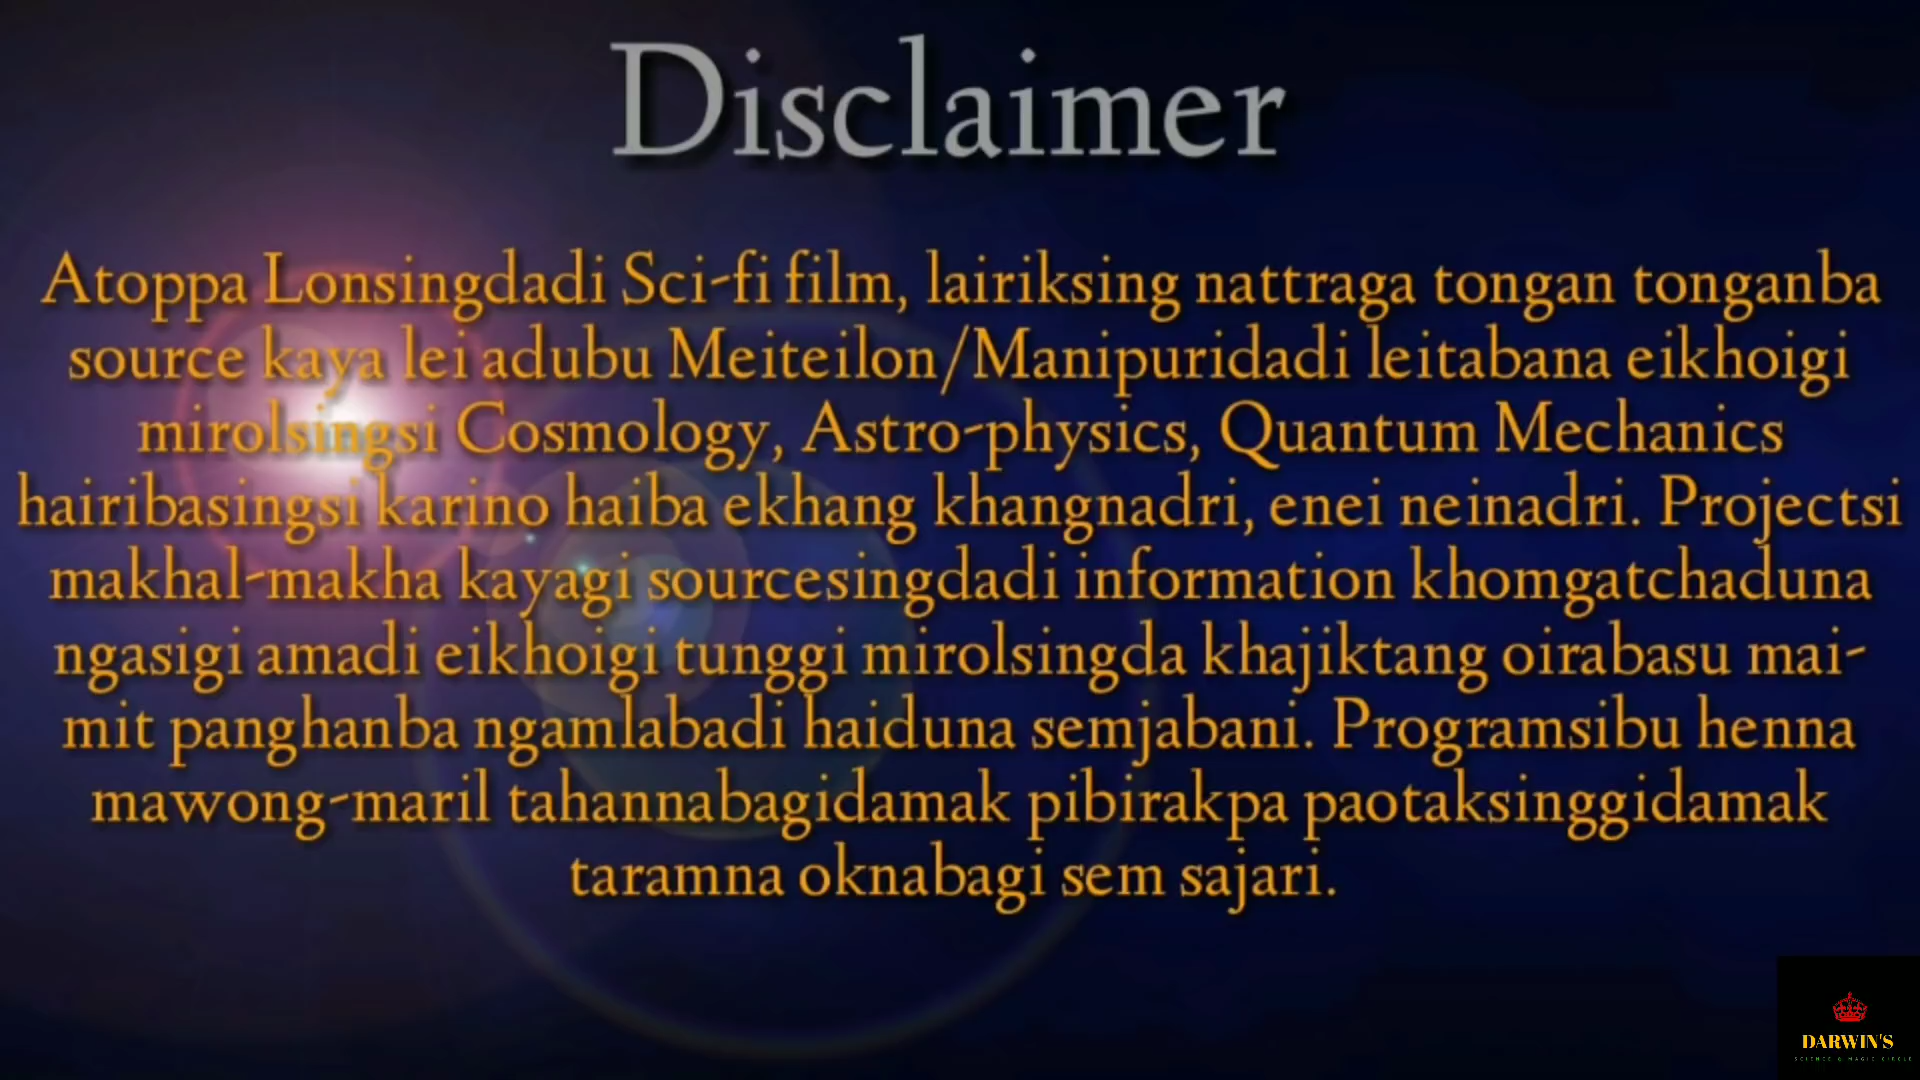 Disclaimer
Atoppa Lonsingdadi Sci-fi film, lairiksing nattraga tongan tonganba
source kaya lei adubu Meiteilon/Manipuridadi leitabana eikhoigi
mirolsingsi Cosmology, Astro-physics, Quantum Mechanics
hairibasingsi karino haiba ekhang khangnadri, enei neinadri. Projectsi
makhal-makha kayagi sourcesingdadi information khomgatchaduna
ngasigi amadi eikhoigi tunggi mirolsingda khajiktang oirabasu mai-
mit panghanba ngamlabadi haiduna semjabani. Programsibu henna
mawong-maril tahannabagidamak pibirakpa paotaksinggidamak
taramna oknabagi sem sajari.
DARWIN'S
SCIENCE & MAGIC CIRCLE